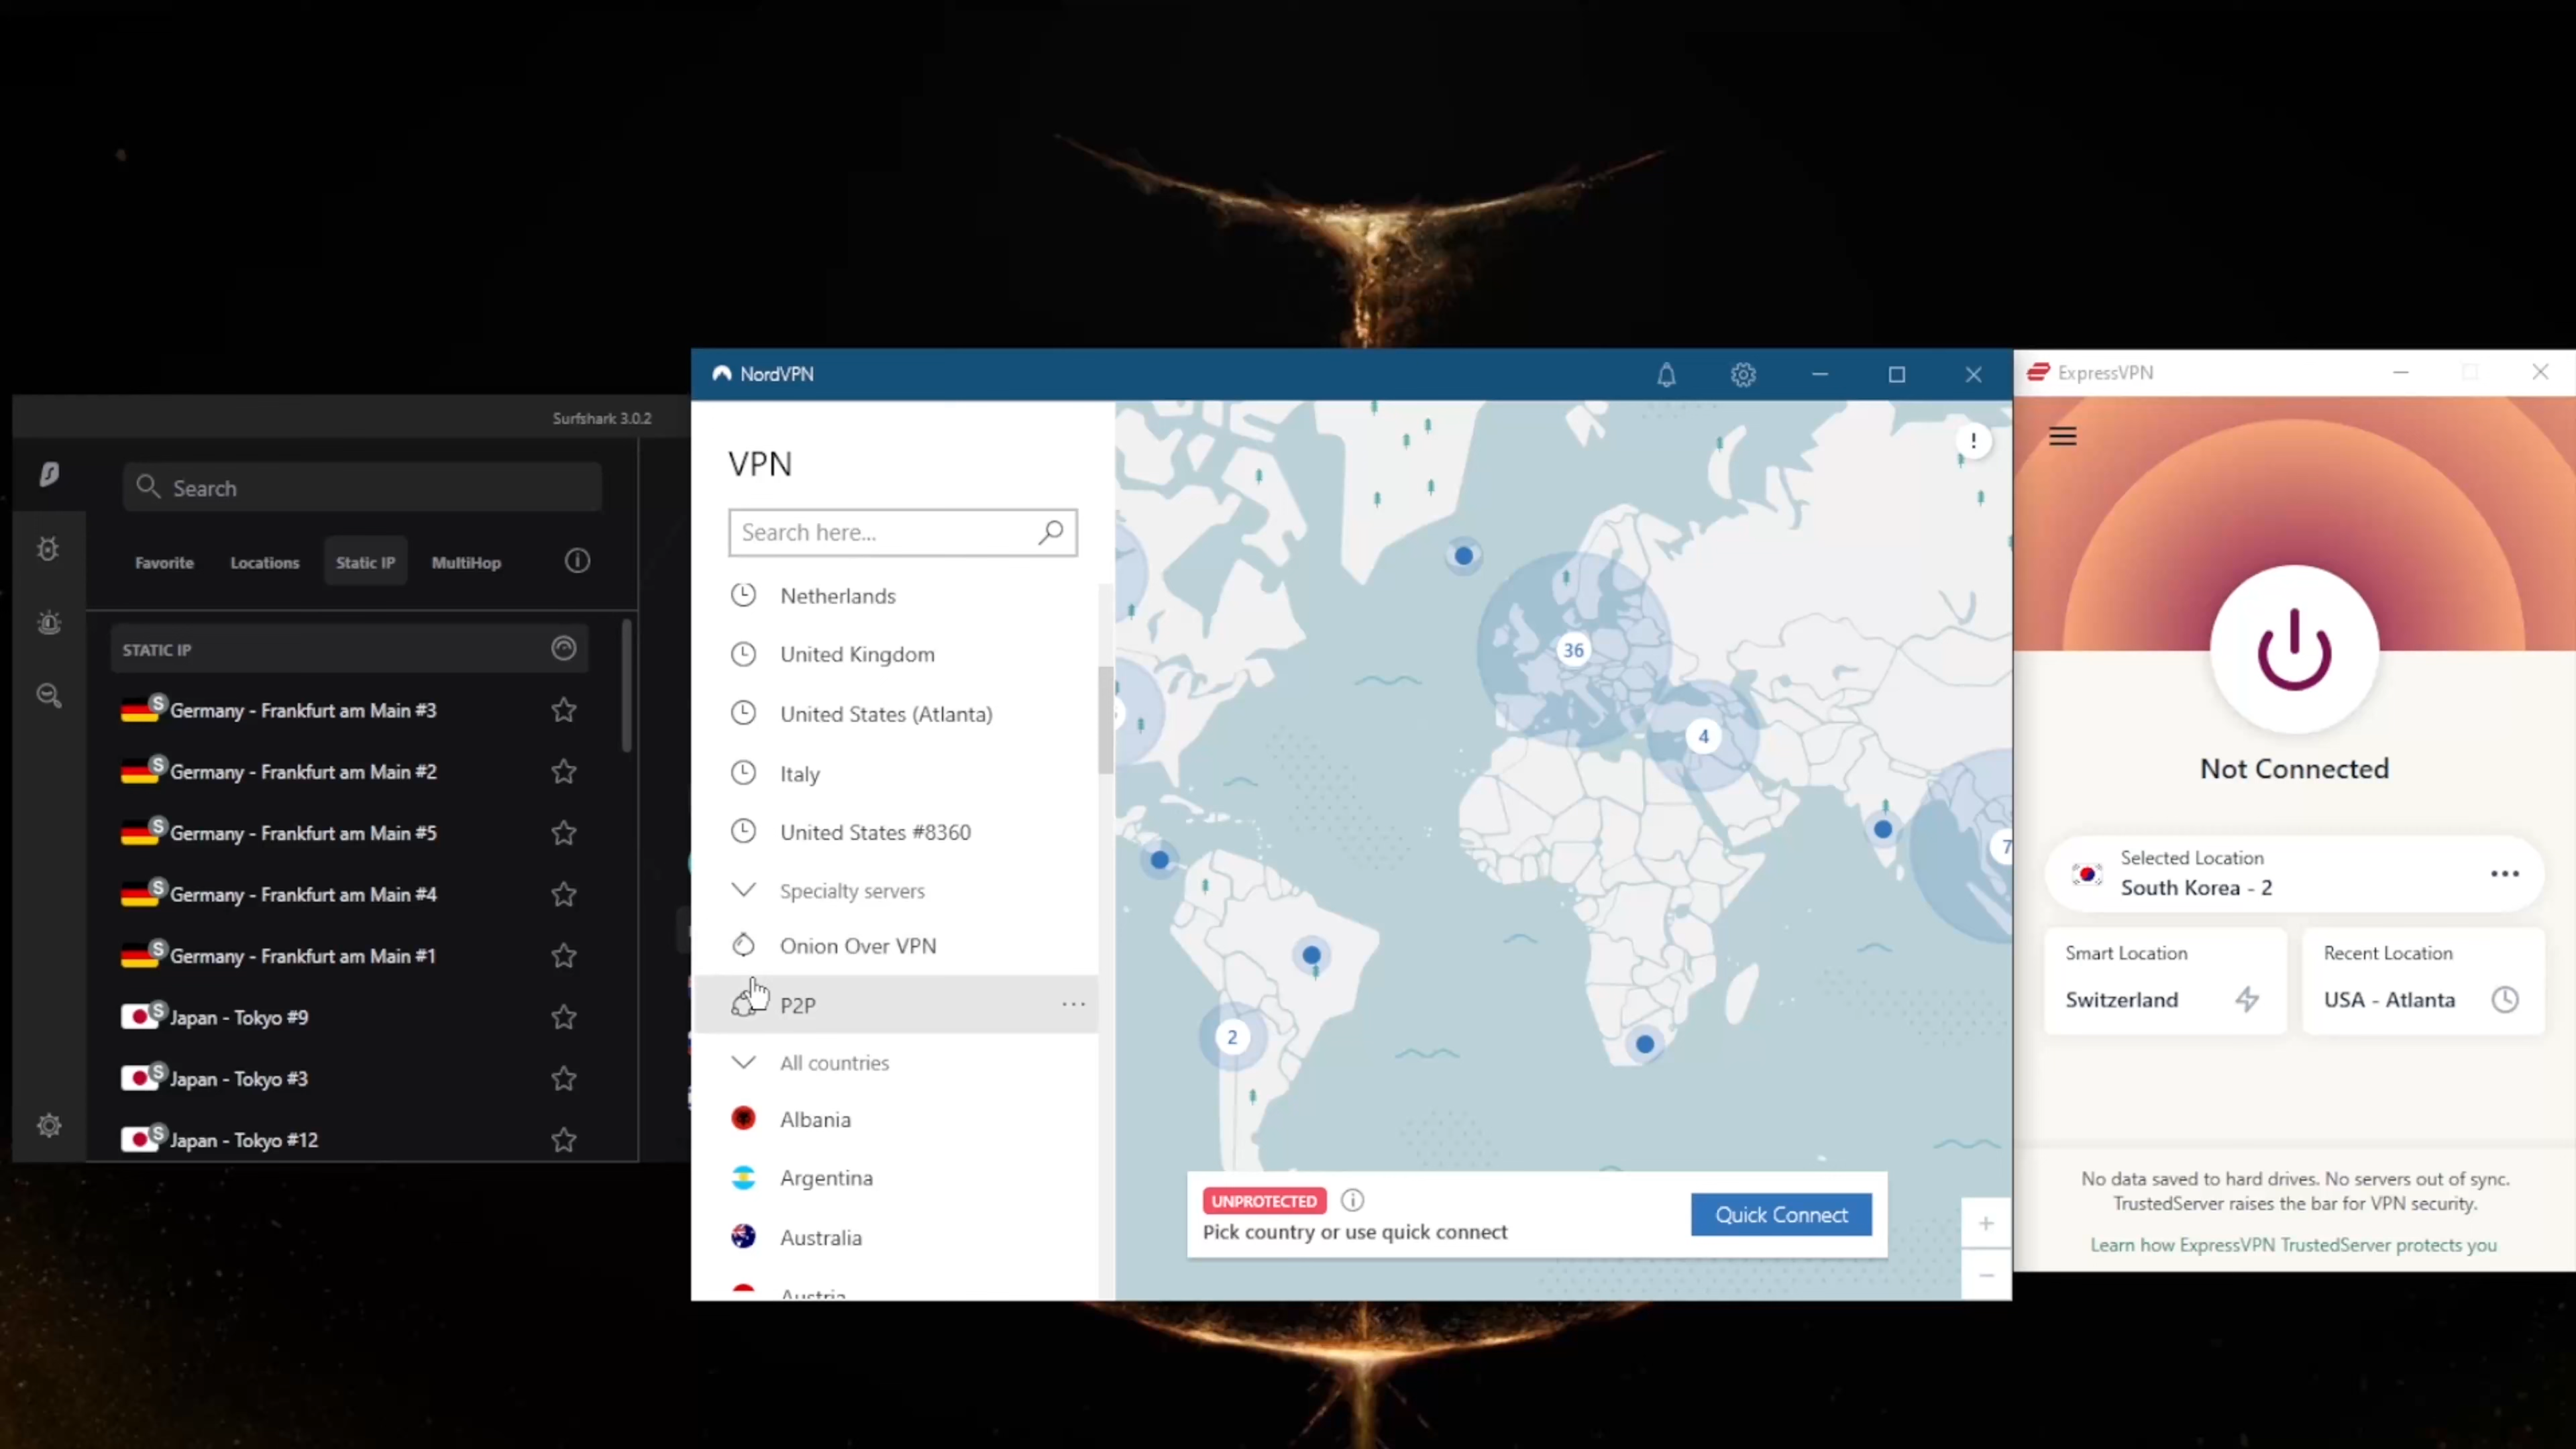 Surfshark 3.0.2
Search
Favorite
Locations
Static IP
MultiHop
STATIC IP
Germany - Frankfurt am Main #3
Germany - Frankfurt am Main #2
Germany - Frankfurt am Main #5
Germany - Frankfurt am Main #4
Germany - Frankfurt am Main #1
Japan - Tokyo #9
Japan - Tokyo #3
Japan - Tokyo #12
NordVPN
VPN
Search here...
Netherlands
United Kingdom
United States (Atlanta)
Italy
United States #8360
Specialty servers
Onion Over VPN
P2P
All countries
Albania
Argentina
Australia
Austria
36
4
7
2
UNPROTECTED
Pick country or use quick connect
Quick Connect
ExpressVPN
Not Connected
Selected Location
South Korea - 2
Smart Location
Switzerland
Recent Location
USA - Atlanta
No data saved to hard drives. No servers out of sync.
TrustedServer raises the bar for VPN security.
Learn how ExpressVPN TrustedServer protects you